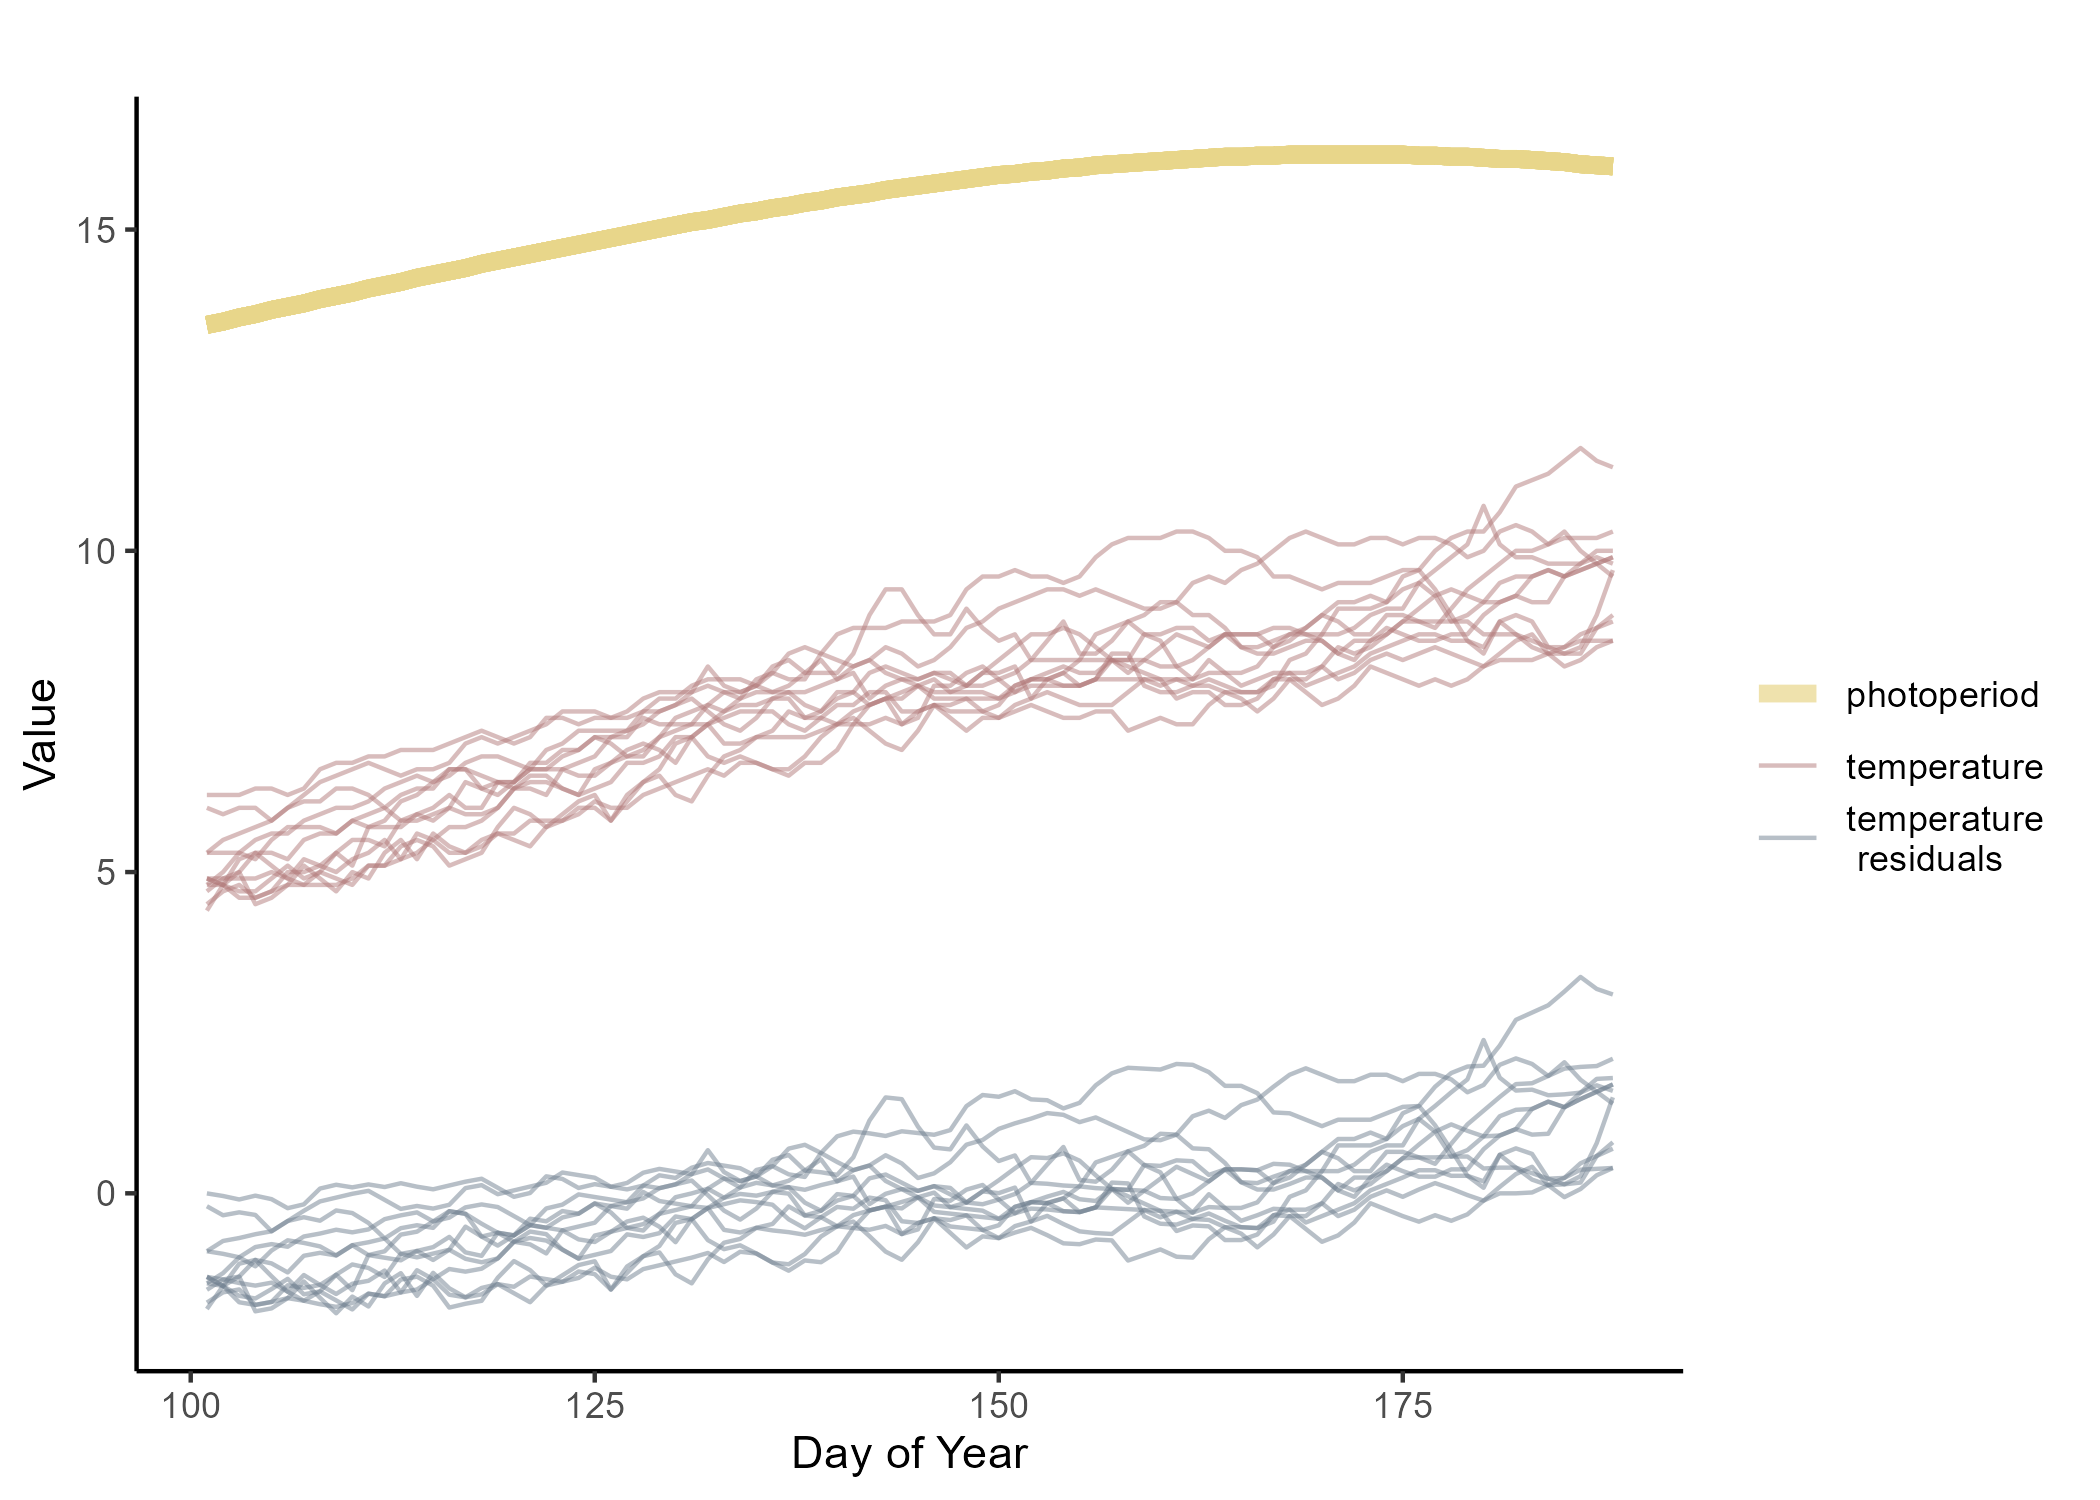 15
10
5
0
Value
100
125
150
175
Day of Year
photoperiod
temperature
temperature
residuals